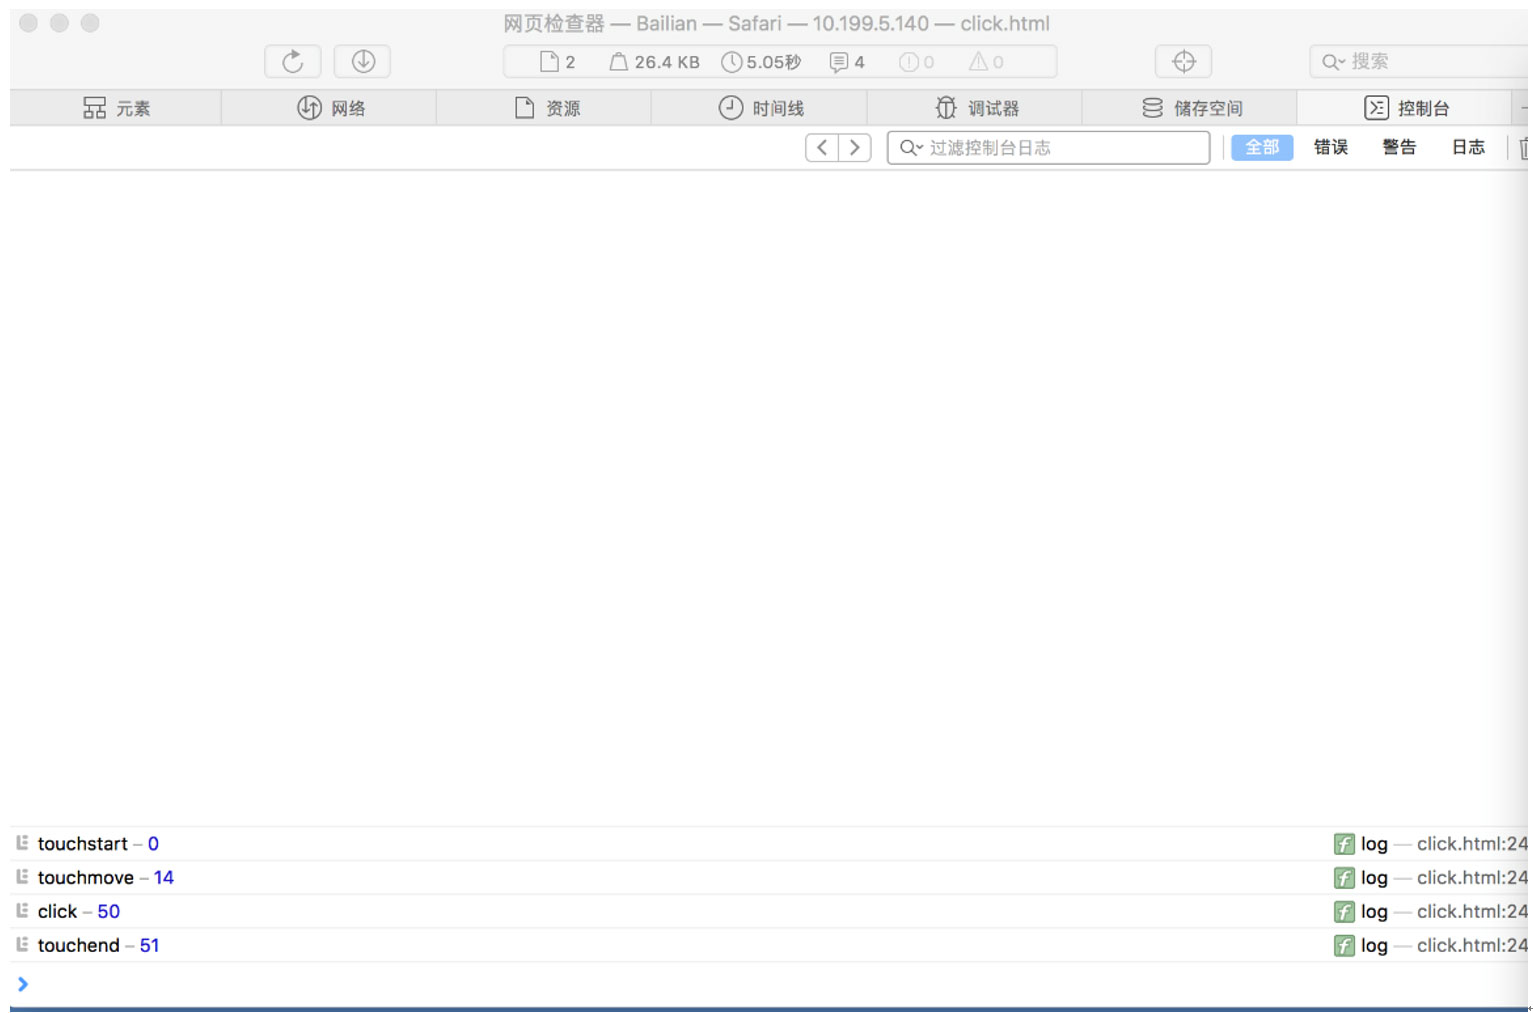 网页检查器 — Bailian — Safari — 10.199.5.140 — click.html
2 26.4 KB 5.05秒 4 0 0 搜索
元素 网络 资源 时间线 调试器 储存空间 控制台
过滤控制台日志 全部 错误 警告 日志
touchstart – 0 f log — click.html:24
touchmove – 14 f log — click.html:24
click – 50 f log — click.html:24
touchend – 51 f log — click.html:24